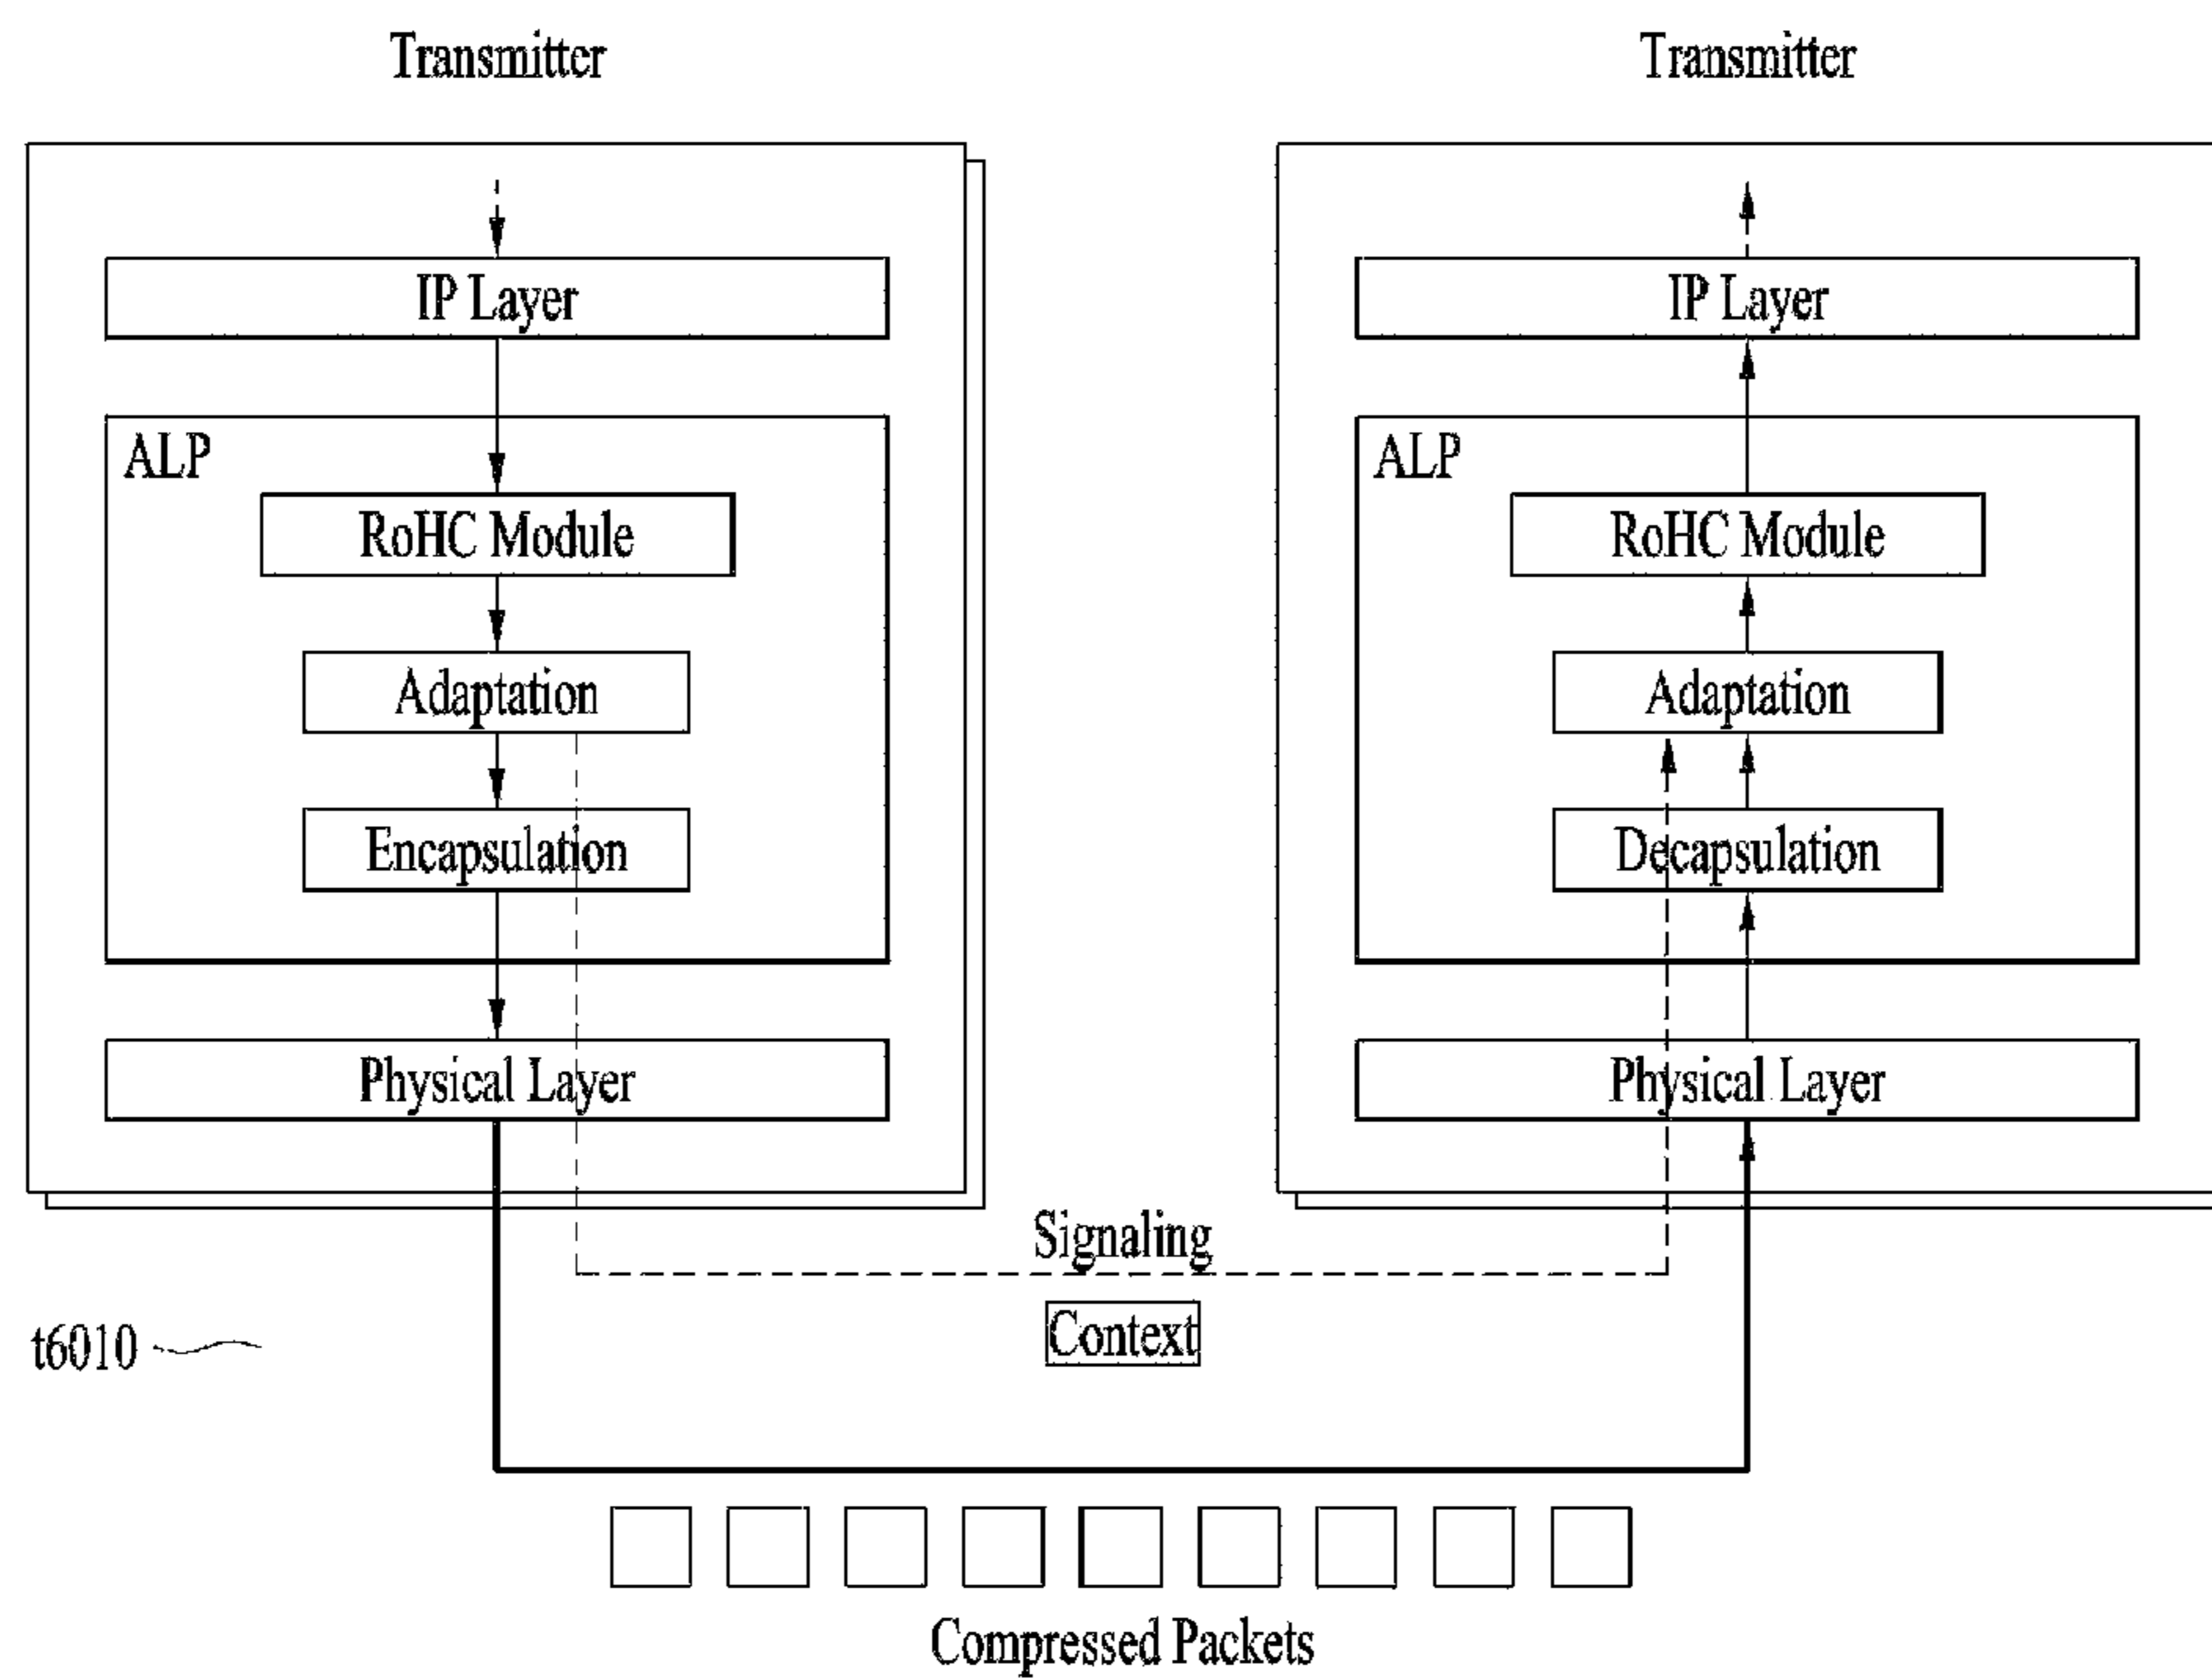 Transmitter
IP Layer
ALP
RoHC Module
Adaptation
Encapsulation
Physical Layer
Transmitter
IP Layer
ALP
RoHC Module
Adaptation
Decapsulation
Physical Layer
Signaling
Context
t6010
Compressed Packets